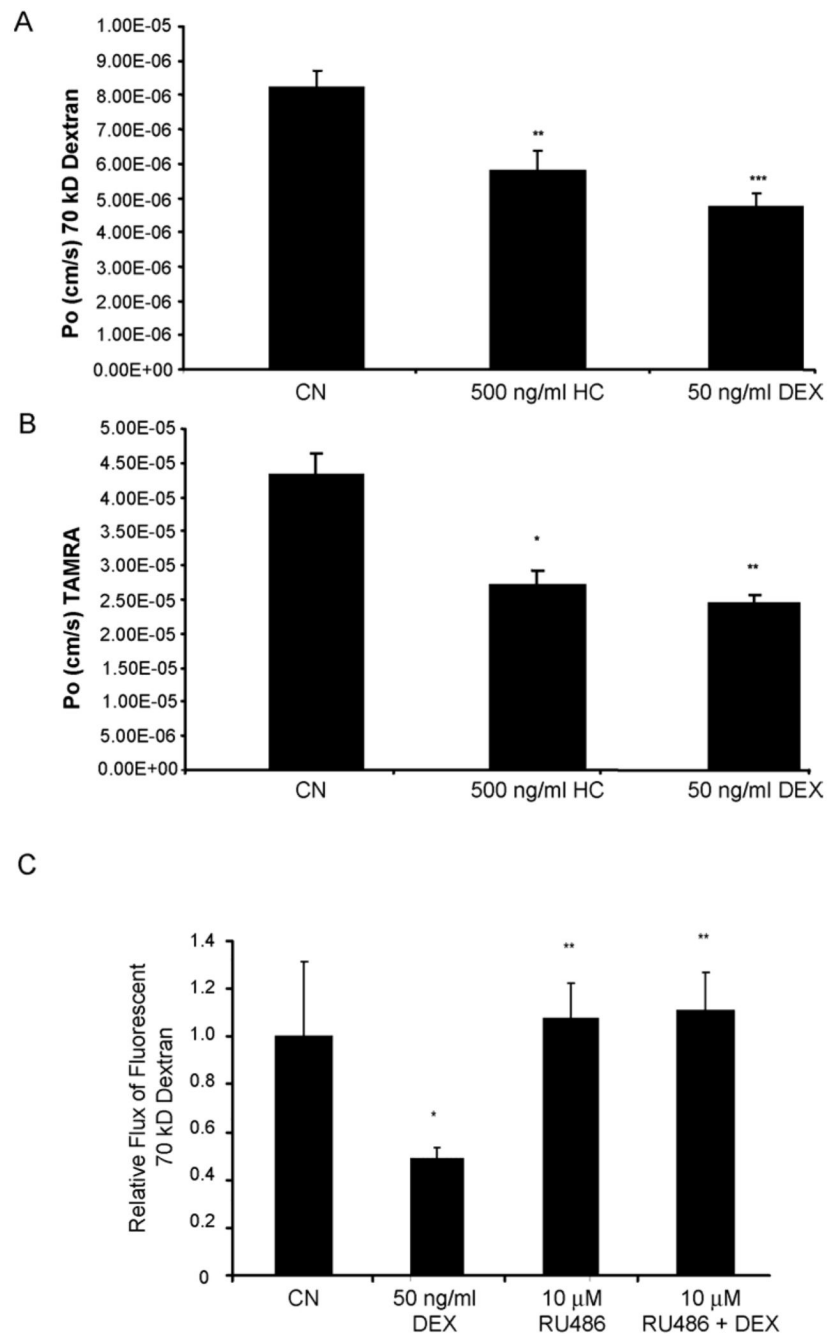 A
Po (cm/s) 70 kD Dextran
1.00E-05
9.00E-06
8.00E-06
7.00E-06
6.00E-06
5.00E-06
4.00E-06
3.00E-06
2.00E-06
1.00E-06
0.00E+00
**
***
CN
500 ng/ml HC
50 ng/ml DEX
B
Po (cm/s) TAMRA
5.00E-05
4.50E-05
4.00E-05
3.50E-05
3.00E-05
2.50E-05
2.00E-05
1.50E-05
1.00E-05
5.00E-06
0.00E+00
*
**
CN
500 ng/ml HC
50 ng/ml DEX
C
Relative Flux of Fluorescent
70 kD Dextran
1.4
1.2
1.0
0.8
0.6
0.4
0.2
0
*
**
**
CN
50 ng/ml
DEX
10 µM
RU486
10 µM
RU486 + DEX